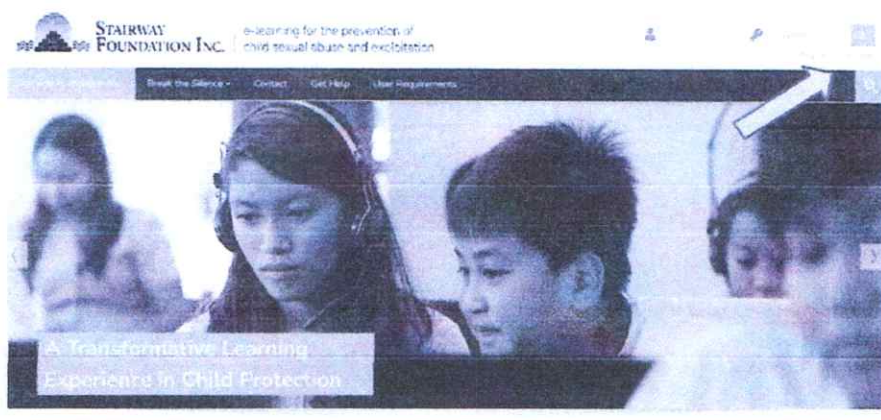 STAIRWAY
FOUNDATION INC.
e-learning for the prevention of
child sexual abuse and exploitation
Break the Silence
Contact
Get Help
User Requirements
A Transformative Learning
Experience in Child Protection